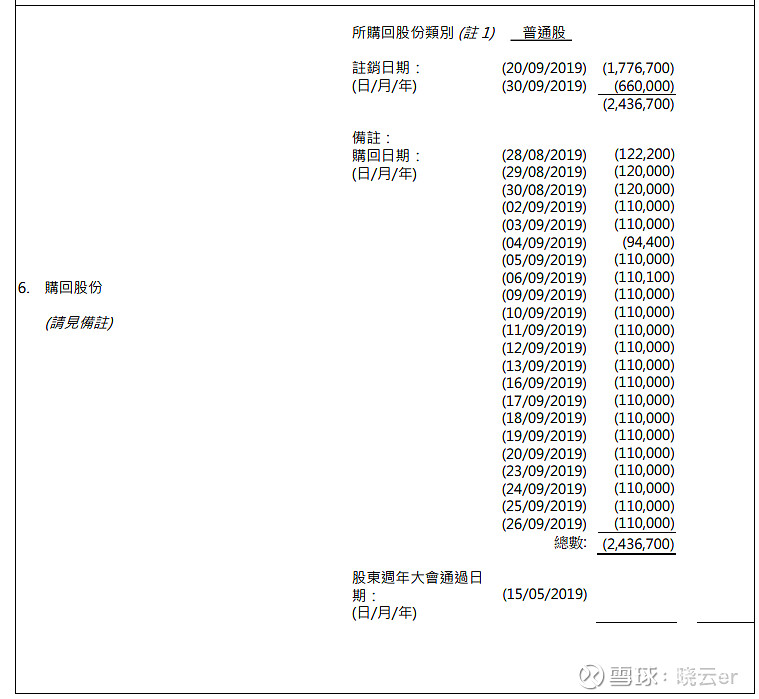 所購回股份類別 (註 1) 普通股
註銷日期： (20/09/2019) (1,776,700)
(日/月/年) (30/09/2019) (660,000)
(2,436,700)
備註：
購回日期： (28/08/2019) (122,200)
(日/月/年) (29/08/2019) (120,000)
(30/08/2019) (120,000)
(02/09/2019) (110,000)
(03/09/2019) (110,000)
(04/09/2019) (94,400)
(05/09/2019) (110,000)
(06/09/2019) (110,100)
6. 購回股份 (09/09/2019) (110,000)
(10/09/2019) (110,000)
(請見備註) (11/09/2019) (110,000)
(12/09/2019) (110,000)
(13/09/2019) (110,000)
(16/09/2019) (110,000)
(17/09/2019) (110,000)
(18/09/2019) (110,000)
(19/09/2019) (110,000)
(20/09/2019) (110,000)
(23/09/2019) (110,000)
(24/09/2019) (110,000)
(25/09/2019) (110,000)
(26/09/2019) (110,000)
總數: (2,436,700)
股東週年大會通過日
期： (15/05/2019)
(日/月/年)
雪球：晓云er